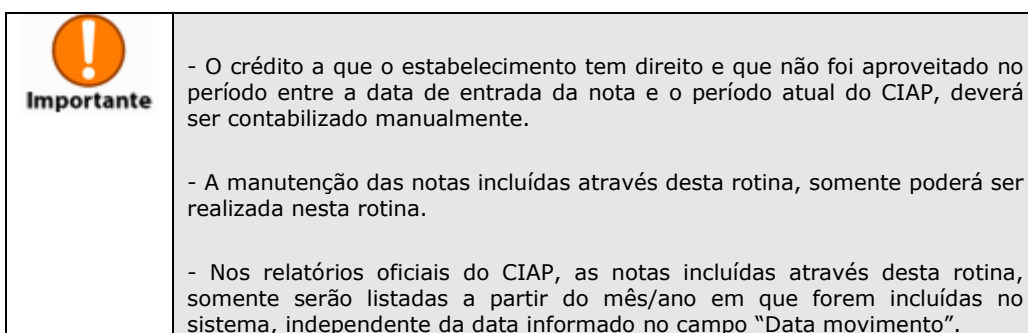 Importante
- O crédito a que o estabelecimento tem direito e que não foi aproveitado no
período entre a data de entrada da nota e o período atual do CIAP, deverá
ser contabilizado manualmente.
- A manutenção das notas incluídas através desta rotina, somente poderá ser
realizada nesta rotina.
- Nos relatórios oficiais do CIAP, as notas incluídas através desta rotina,
somente serão listadas a partir do mês/ano em que forem incluídas no
sistema, independente da data informado no campo “Data movimento”.